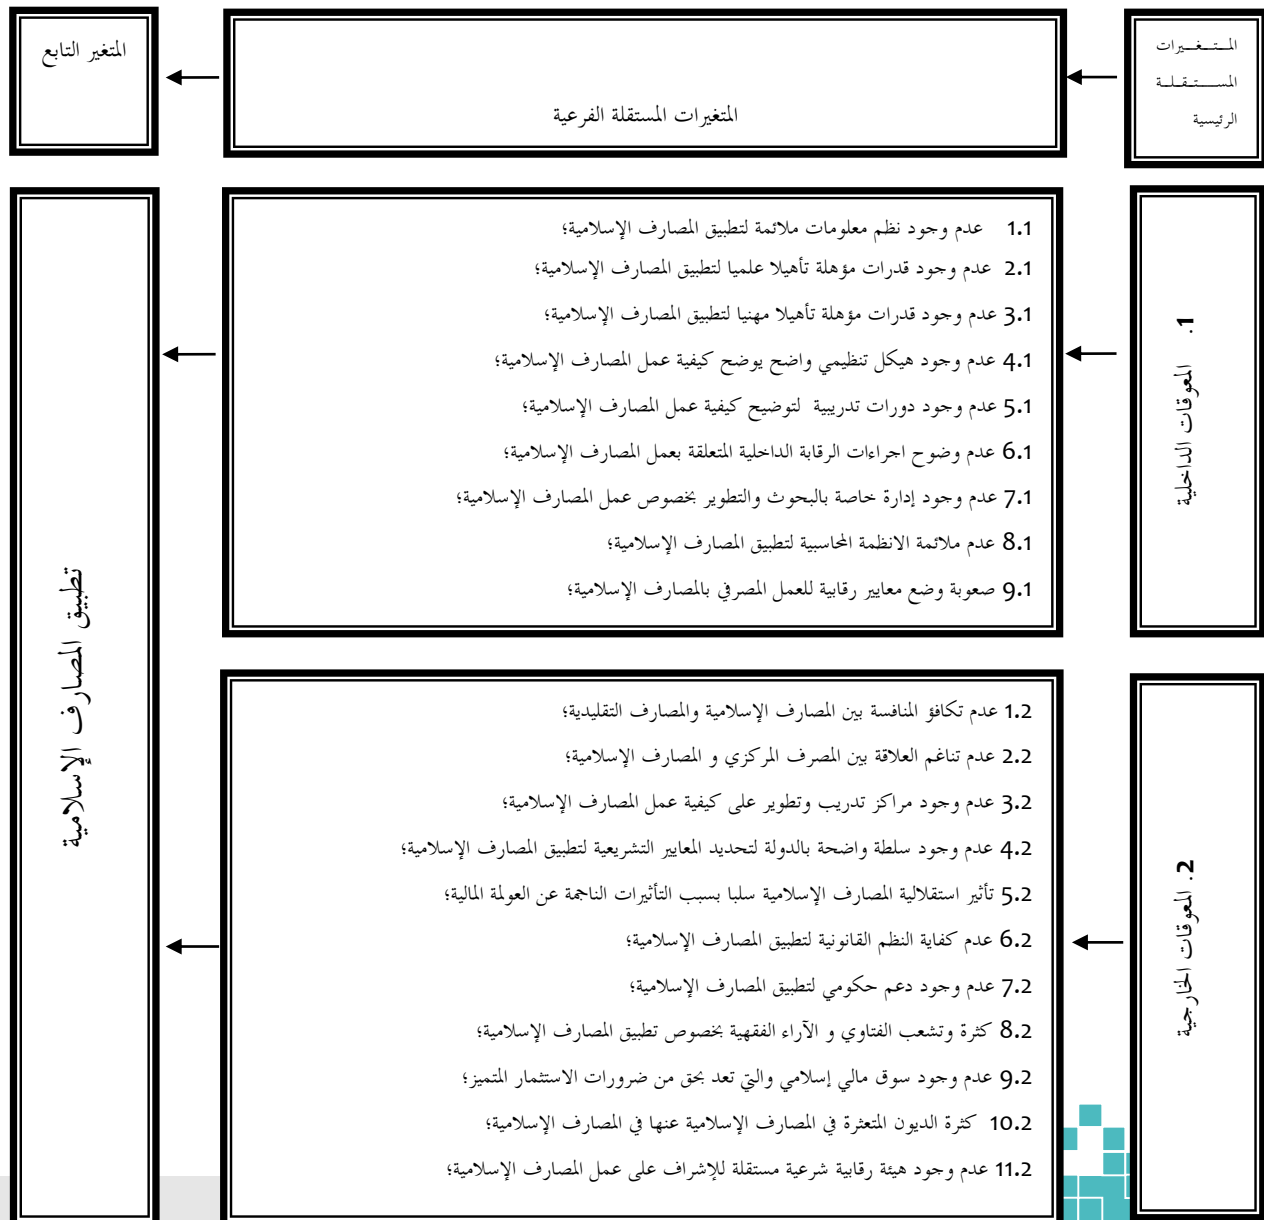 المتغيرات
المستقلة
الرئيسية
المتغيرات المستقلة الفرعية
المتغير التابع
1. المعوقات الداخلية
1.1 عدم وجود نظم معلومات ملائمة لتطبيق المصارف الإسلامية؛
2.1 عدم وجود قدرات مؤهلة تأهيلا علميا لتطبيق المصارف الإسلامية؛
3.1 عدم وجود قدرات مؤهلة تأهيلا مهنيا لتطبيق المصارف الإسلامية؛
4.1 عدم وجود هيكل تنظيمي واضح يوضح كيفية عمل المصارف الإسلامية؛
5.1 عدم وجود دورات تدريبية لتوضيح كيفية عمل المصارف الإسلامية؛
6.1 عدم وضوح اجراءات الرقابة الداخلية المتعلقة بعمل المصارف الإسلامية؛
7.1 عدم وجود إدارة خاصة بالبحوث والتطوير بخصوص عمل المصارف الإسلامية؛
8.1 عدم ملائمة الانظمة المحاسبية لتطبيق المصارف الإسلامية؛
9.1 صعوبة وضع معايير رقابية للعمل المصرفي بالمصارف الإسلامية؛
2. المعوقات الخارجية
1.2 عدم تكافؤ المنافسة بين المصارف الإسلامية والمصارف التقليدية؛
2.2 عدم تناغم العلاقة بين المصرف المركزي و المصارف الإسلامية؛
3.2 عدم وجود مراكز تدريب وتطوير على كيفية عمل المصارف الإسلامية؛
4.2 عدم وجود سلطة واضحة بالدولة لتحديد المعايير التشريعية لتطبيق المصارف الإسلامية؛
5.2 تأثير استقلالية المصارف الإسلامية سلبا بسبب التأثيرات الناجمة عن العولمة المالية؛
6.2 عدم كفاية النظم القانونية لتطبيق المصارف الإسلامية؛
7.2 عدم وجود دعم حكومي لتطبيق المصارف الإسلامية؛
8.2 كثرة وتشعب الفتاوي و الآراء الفقهية بخصوص تطبيق المصارف الإسلامية؛
9.2 عدم وجود سوق مالي إسلامي والتي تعد بحق من ضرورات الاستثمار المتميز؛
10.2 كثرة الديون المتعثرة في المصارف الإسلامية عنها في المصارف الإسلامية؛
11.2 عدم وجود هيئة رقابية شرعية مستقلة للإشراف على عمل المصارف الإسلامية؛
تطبيق المصارف الإسلامية